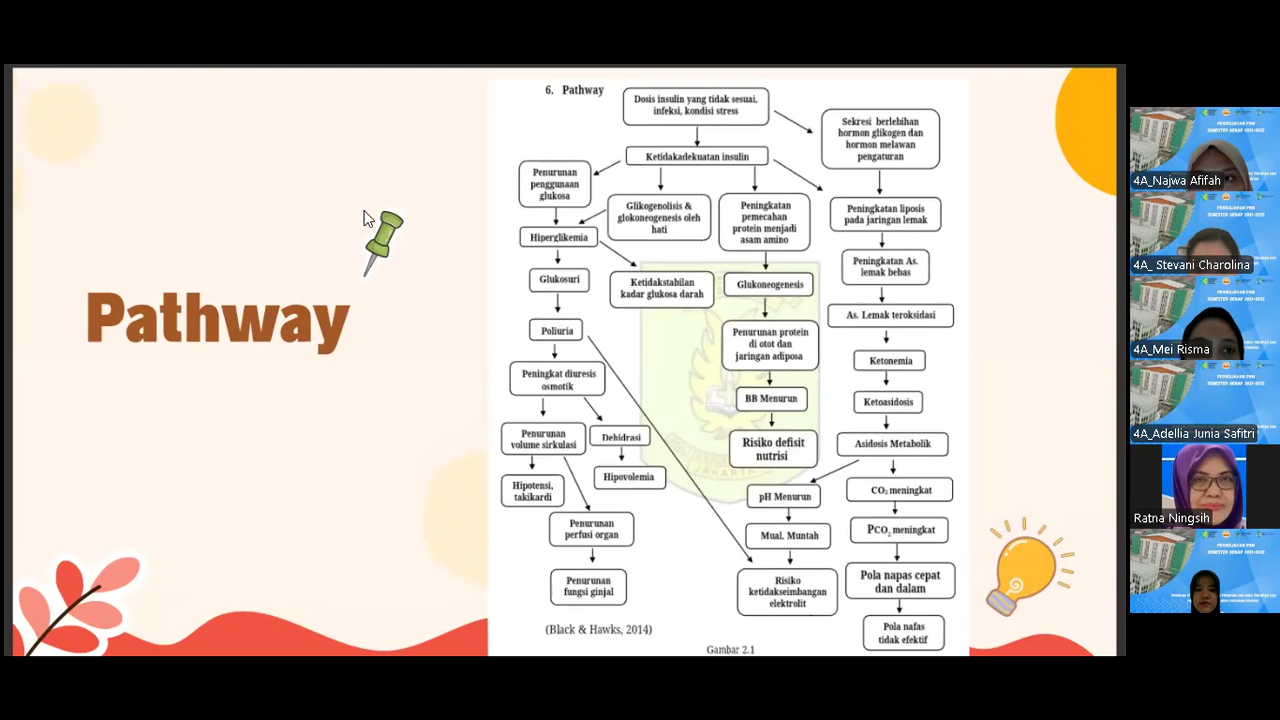 Pathway
6. Pathway
Dosis insulin yang tidak sesuai,
infeksi, kondisi stress
Sekresi berlebihan
hormon glikogen dan
hormon melawan
pengaturan
Ketidakadekuatan insulin
Penurunan
penggunaan
glukosa
Glikogenolisis &
glokoneogenesis oleh
hati
Peningkatan
pemecahan
protein menjadi
asam amino
Peningkatan liposis
pada jaringan lemak
Hiperglikemia
Peningkatan As.
lemak bebas
Glukosuri
Ketidakstabilan
kadar glukosa darah
Glukoneogenesis
As. Lemak teroksidasi
Poliuria
Penurunan protein
di otot dan
jaringan adiposa
Ketonemia
Peningkat diuresis
osmotik
BB Menurun
Ketoasidosis
Penurunan
volume sirkulasi
Dehidrasi
Risiko defisit
nutrisi
Asidosis Metabolik
Hipovolemia
Hipotensi,
takikardi
pH Menurun
CO2 meningkat
Penurunan
perfusi organ
Mual. Muntah
PCO2 meningkat
Penurunan
fungsi ginjal
Risiko
ketidakseimbangan
elektrolit
Pola napas cepat
dan dalam
Pola nafas
tidak efektif
(Black & Hawks, 2014)
Gambar 2.1
4A_Najwa Afifah
4A_ Stevani Charolina
4A_Mei Risma
4A_Adellia Junia Safitri
Ratna Ningsih